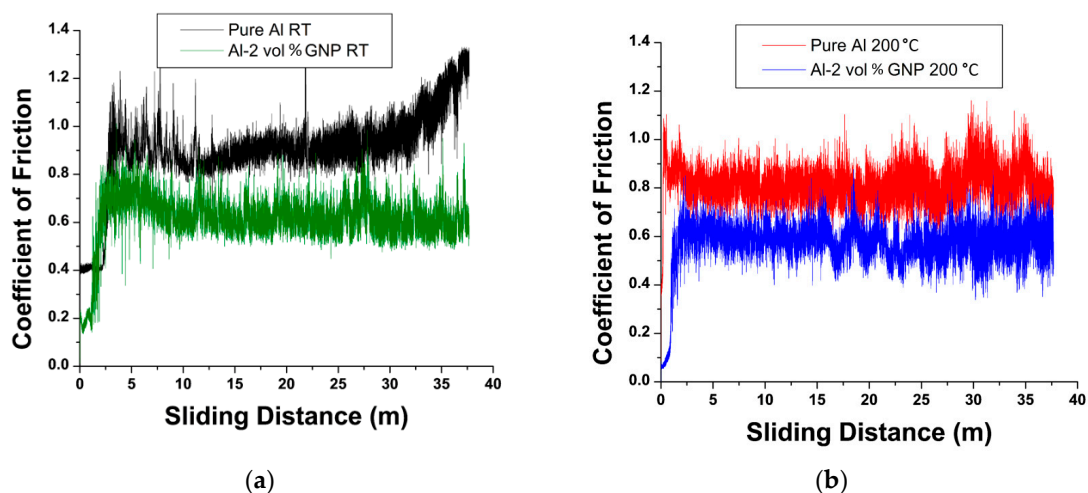 Pure Al RT
Al-2 vol % GNP RT
1.4
1.2
1.0
0.8
0.6
0.4
0.2
0.0
Coefficient of Friction
0 5 10 15 20 25 30 35 40
Sliding Distance (m)
(a)
Pure Al 200 °C
Al-2 vol % GNP 200 °C
1.4
1.2
1.0
0.8
0.6
0.4
0.2
0.0
Coefficient of Friction
0 5 10 15 20 25 30 35 40
Sliding Distance (m)
(b)